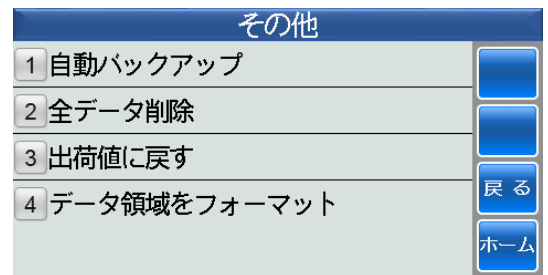 その他
1 自動バックアップ
2 全データ削除
3 出荷値に戻す
4 データ領域をフォーマット
戻る
ホーム